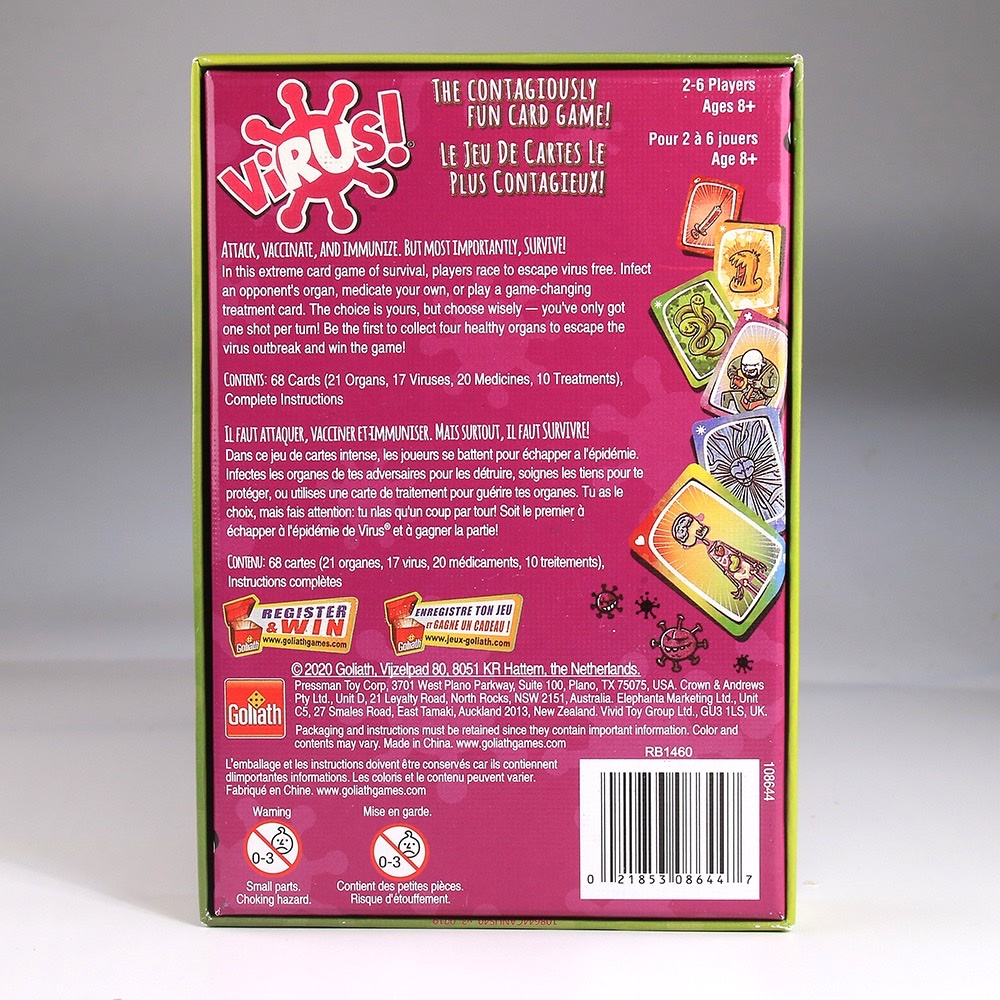 VIRUS!
THE CONTAGIOUSLY
FUN CARD GAME!
LE JEU DE CARTES LE
PLUS CONTAGIEUX!
2-6 Players
Ages 8+
Pour 2 à 6 jouers
Age 8+
ATTACK, VACCINATE, AND IMMUNIZE. BUT MOST IMPORTANTLY, SURVIVE!
In this extreme card game of survival, players race to escape virus free. Infect
an opponent's organ, medicate your own, or play a game-changing
treatment card. The choice is yours, but choose wisely — you've only got
one shot per turn! Be the first to collect four healthy organs to escape the
virus outbreak and win the game!
CONTENTS: 68 Cards (21 Organs, 17 Viruses, 20 Medicines, 10 Treatments),
Complete Instructions
IL FAUT ATTAQUER, VACCINER ET IMMUNISER. MAIS SURTOUT, IL FAUT SURVIVRE!
Dans ce jeu de cartes intense, les joueurs se battent pour échapper a l'épidémie.
Infectes les organes de tes adversaires pour les détruire, soignes les tiens pour te
protéger, ou utilises une carte de traitement pour guérire tes organes. Tu as le
choix, mais fais attention: tu nlas qu'un coup par tour! Soit le premier à
échapper à l'épidémie de Virus® et à gagner la partie!
CONTENU: 68 cartes (21 organes, 17 virus, 20 médicaments, 10 treitements),
Instructions complètes
REGISTER
& WIN
Goliath
www.goliathgames.com
ENREGISTRE TON JEU
ET GAGNE UN CADEAU !
Goliath
www.jeux-goliath.com
© 2020 Goliath, Vijzelpad 80, 8051 KR Hattem, the Netherlands.
Goliath
Pressman Toy Corp, 3701 West Plano Parkway, Suite 100, Plano, TX 75075, USA. Crown & Andrews
Pty Ltd., Unit D, 21 Leyalty Road, North Rocks, NSW 2151, Australia. Elephanta Marketing Ltd., Unit
C5, 27 Smales Road, East Tamaki, Auckland 2013, New Zealand. Vivid Toy Group Ltd., GU3 1LS, UK.
Packaging and instructions must be retained since they contain important information. Color and
contents may vary. Made in China. www.goliathgames.com
RB1460
L'emballage et les instructions doivent être conservés car ils contiennent
dlimportantes informations. Les coloris et le contenu peuvent varier.
Fabriqué en Chine. www.goliathgames.com
108644
Warning
0-3
Small parts.
Choking hazard.
Mise en garde.
0-3
Contient des petites pièces.
Risque d'étouffement.
0 21853 08644 7